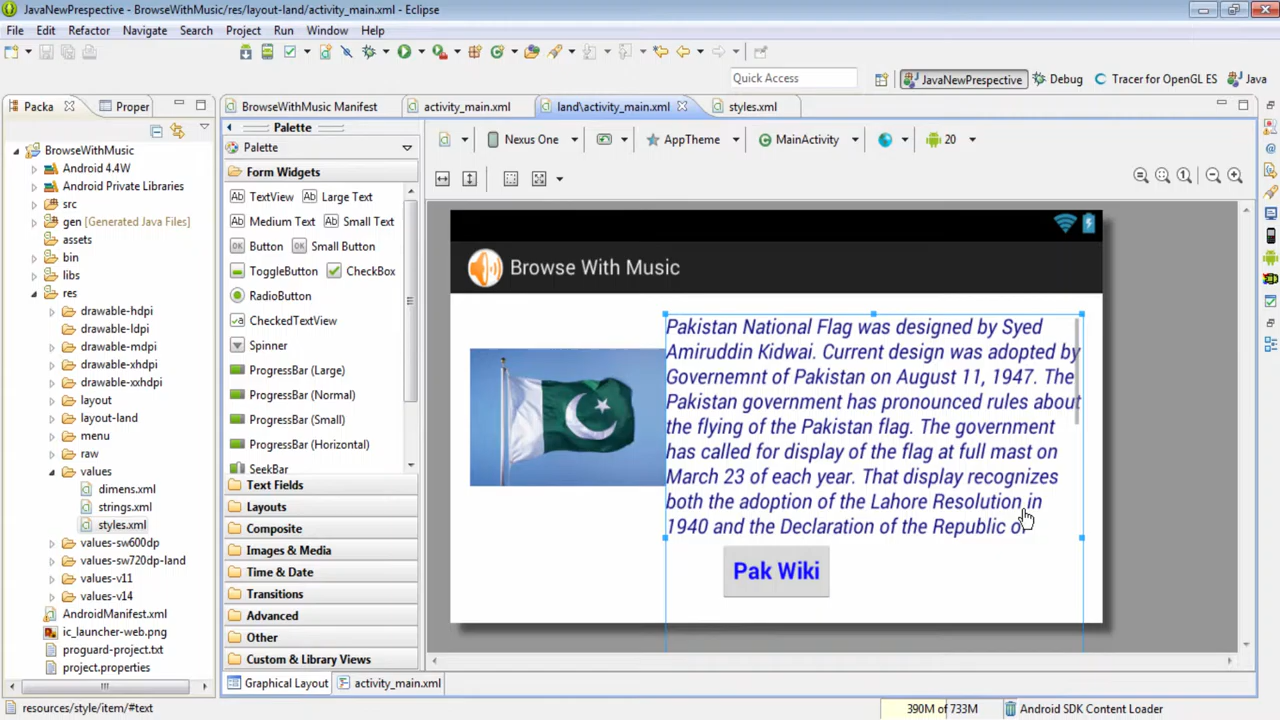 JavaNewPrespective - BrowseWithMusic/res/layout-land/activity_main.xml - Eclipse
File Edit Refactor Navigate Search Project Run Window Help
Quick Access
JavaNewPrespective Debug Tracer for OpenGL ES Java
Packa Proper
BrowseWithMusic Manifest activity_main.xml land\activity_main.xml styles.xml
BrowseWithMusic
Android 4.4W
Android Private Libraries
src
gen [Generated Java Files]
assets
bin
libs
res
drawable-hdpi
drawable-ldpi
drawable-mdpi
drawable-xhdpi
drawable-xxhdpi
layout
layout-land
menu
raw
values
dimens.xml
strings.xml
styles.xml
values-sw600dp
values-sw720dp-land
values-v11
values-v14
AndroidManifest.xml
ic_launcher-web.png
proguard-project.txt
project.properties
Palette
Palette
Form Widgets
Ab TextView Ab Large Text
Ab Medium Text Ab Small Text
OK Button OK Small Button
ToggleButton CheckBox
RadioButton
CheckedTextView
Spinner
ProgressBar (Large)
ProgressBar (Normal)
ProgressBar (Small)
ProgressBar (Horizontal)
SeekBar
Text Fields
Layouts
Composite
Images & Media
Time & Date
Transitions
Advanced
Other
Custom & Library Views
Nexus One AppTheme MainActivity 20
Browse With Music
Pakistan National Flag was designed by Syed
Amiruddin Kidwai. Current design was adopted by
Governemnt of Pakistan on August 11, 1947. The
Pakistan government has pronounced rules about
the flying of the Pakistan flag. The government
has called for display of the flag at full mast on
March 23 of each year. That display recognizes
both the adoption of the Lahore Resolution in
1940 and the Declaration of the Republic of
Pak Wiki
Graphical Layout activity_main.xml
resources/style/item/#text
390M of 733M
Android SDK Content Loader